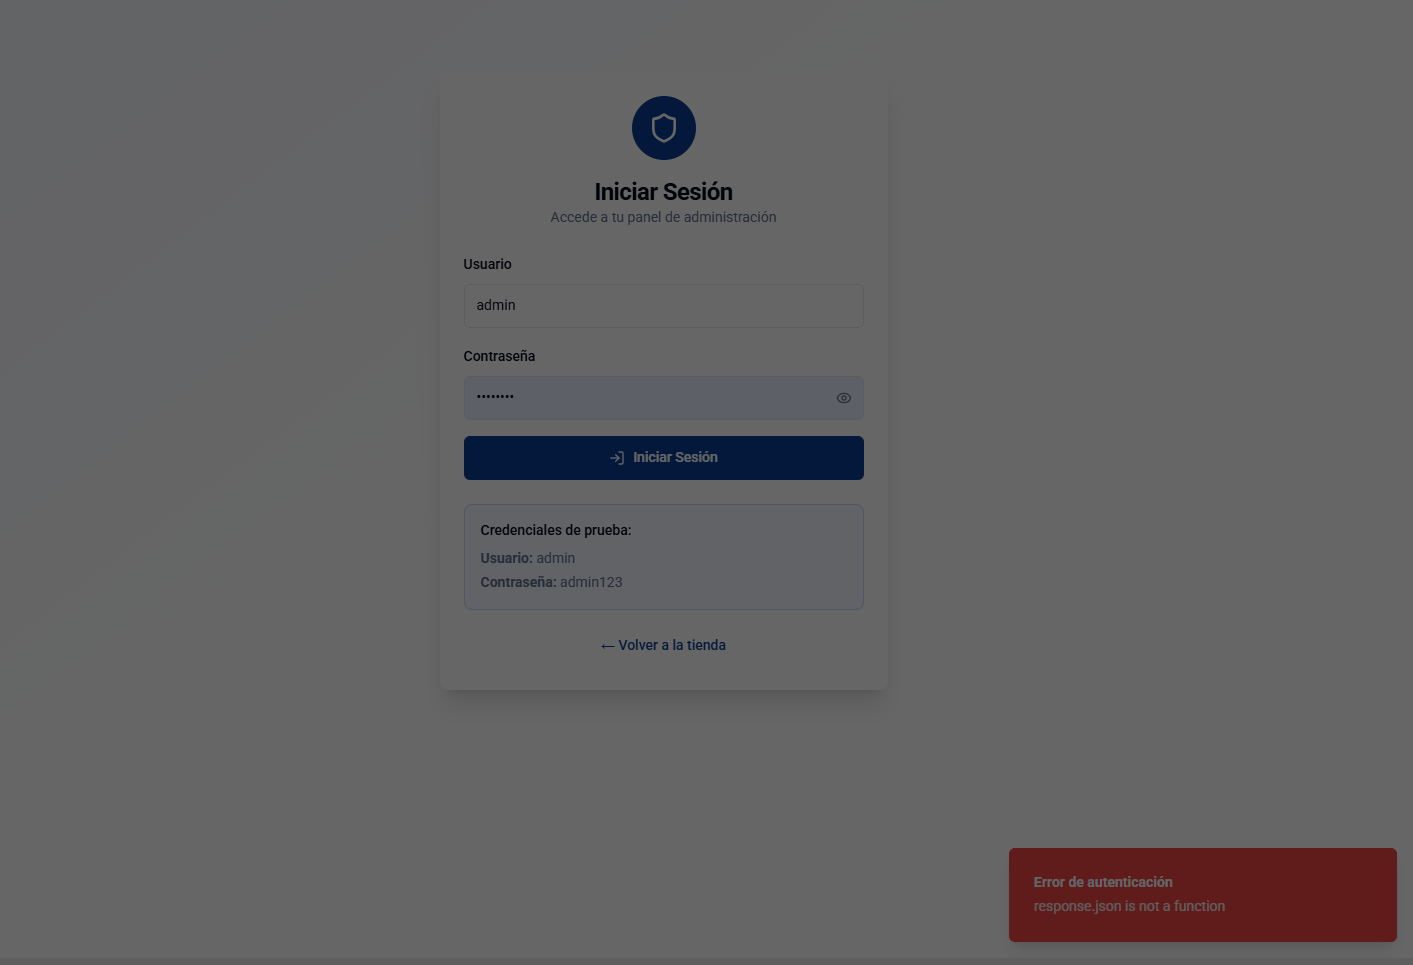 Iniciar Sesión
Accede a tu panel de administración
Usuario
admin
Contraseña
••••••••
Iniciar Sesión
Credenciales de prueba:
Usuario: admin
Contraseña: admin123
← Volver a la tienda
Error de autenticación
response.json is not a function